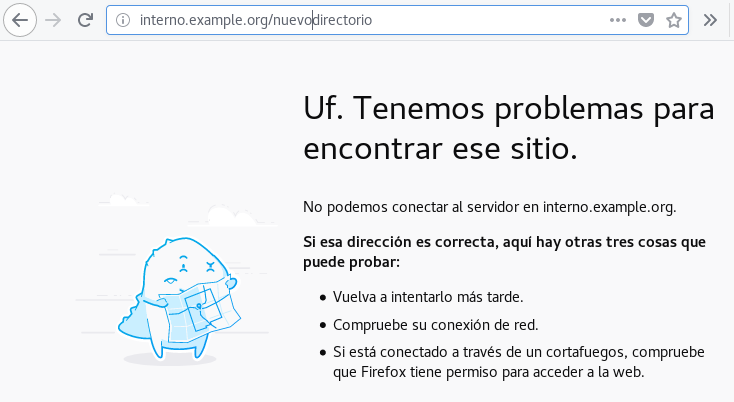 interno.example.org/nuevodirectorio
Uf. Tenemos problemas para
encontrar ese sitio.
No podemos conectar al servidor en interno.example.org.
Si esa dirección es correcta, aquí hay otras tres cosas que
puede probar:
• Vuelva a intentarlo más tarde.
• Compruebe su conexión de red.
• Si está conectado a través de un cortafuegos, compruebe
que Firefox tiene permiso para acceder a la web.